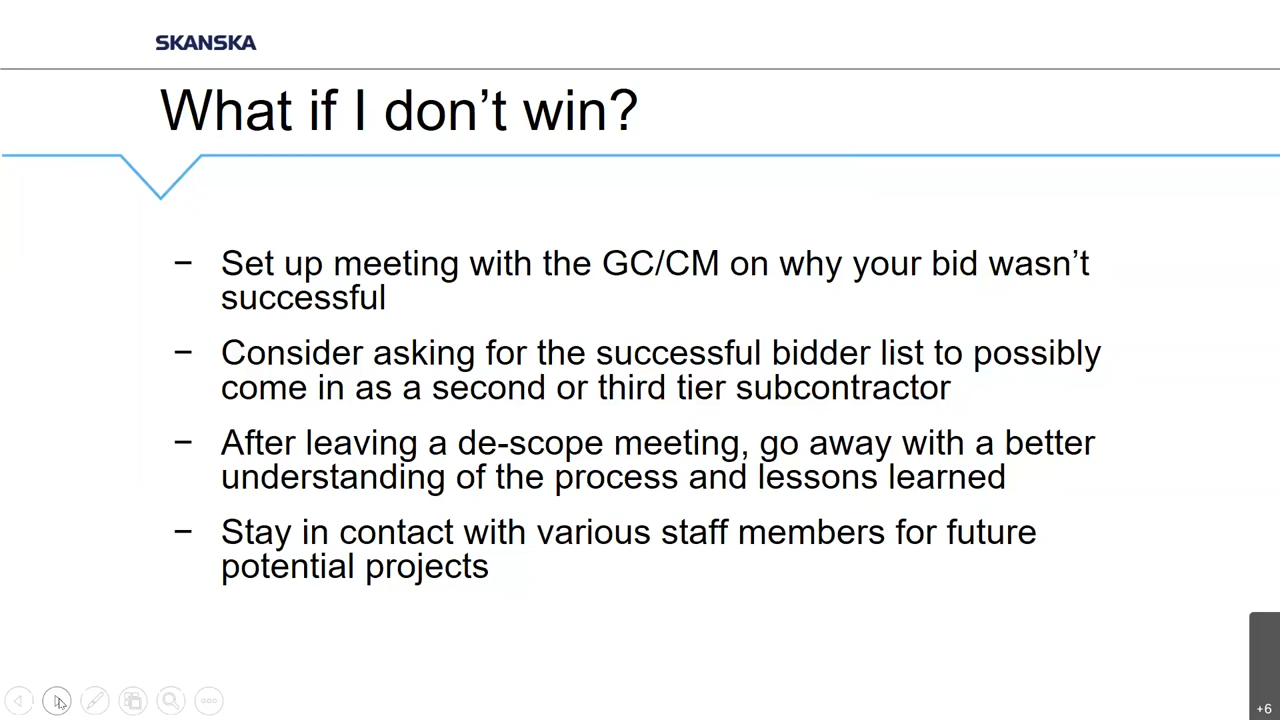 SKANSKA
What if I don’t win?
− Set up meeting with the GC/CM on why your bid wasn’t
successful
− Consider asking for the successful bidder list to possibly
come in as a second or third tier subcontractor
− After leaving a de-scope meeting, go away with a better
understanding of the process and lessons learned
− Stay in contact with various staff members for future
potential projects
+6